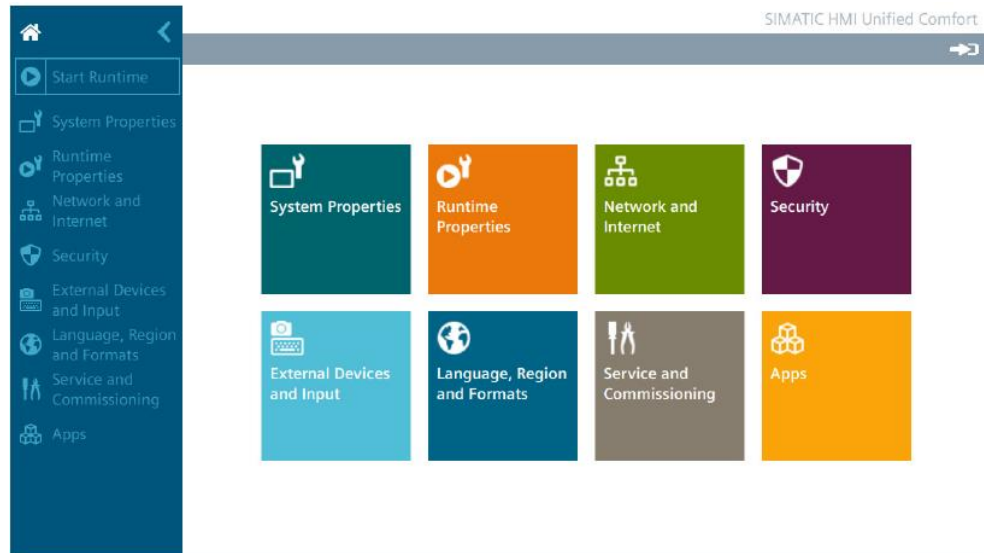 SIMATIC HMI Unified Comfort
Start Runtime
System Properties
Runtime
Properties
Network and
Internet
Security
External Devices
and Input
Language, Region
and Formats
Service and
Commissioning
Apps
System Properties
Runtime
Properties
Network and
Internet
Security
External Devices
and Input
Language, Region
and Formats
Service and
Commissioning
Apps